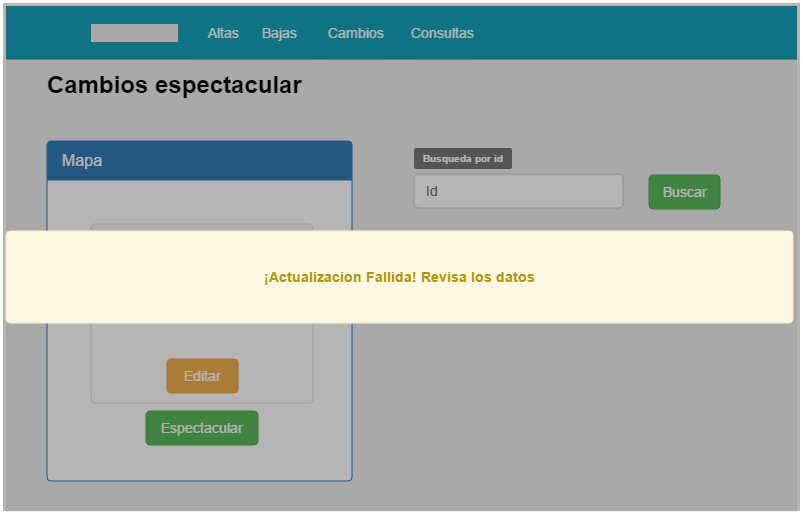 Altas Bajas Cambios Consultas
Cambios espectacular
Mapa
Busqueda por id
Id
Buscar
¡Actualizacion Fallida! Revisa los datos
Editar
Espectacular